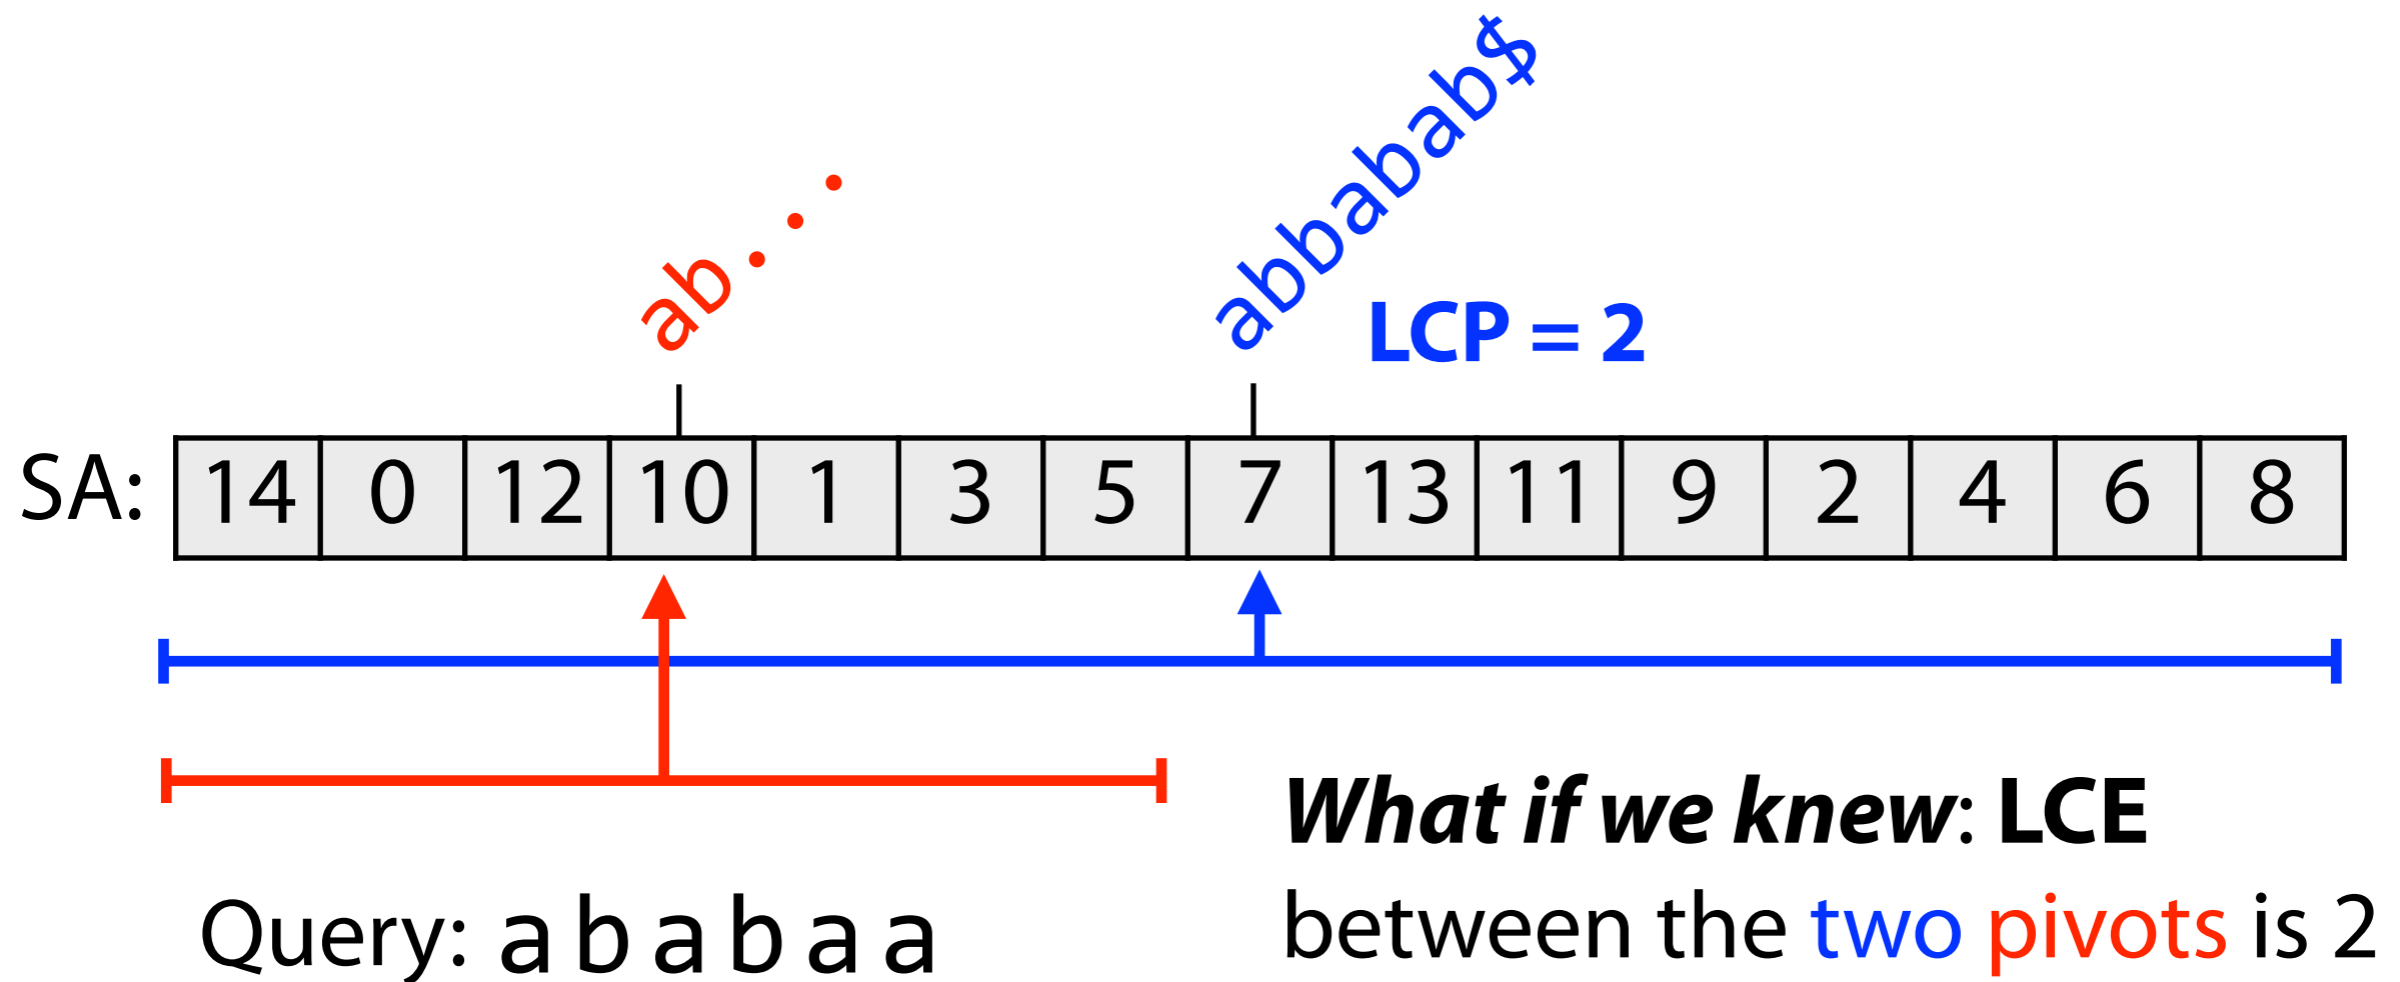 ab...
abbabab$
LCP = 2
SA: 14 0 12 10 1 3 5 7 13 11 9 2 4 6 8
What if we knew: LCE
between the two pivots is 2
Query: a b a b a a